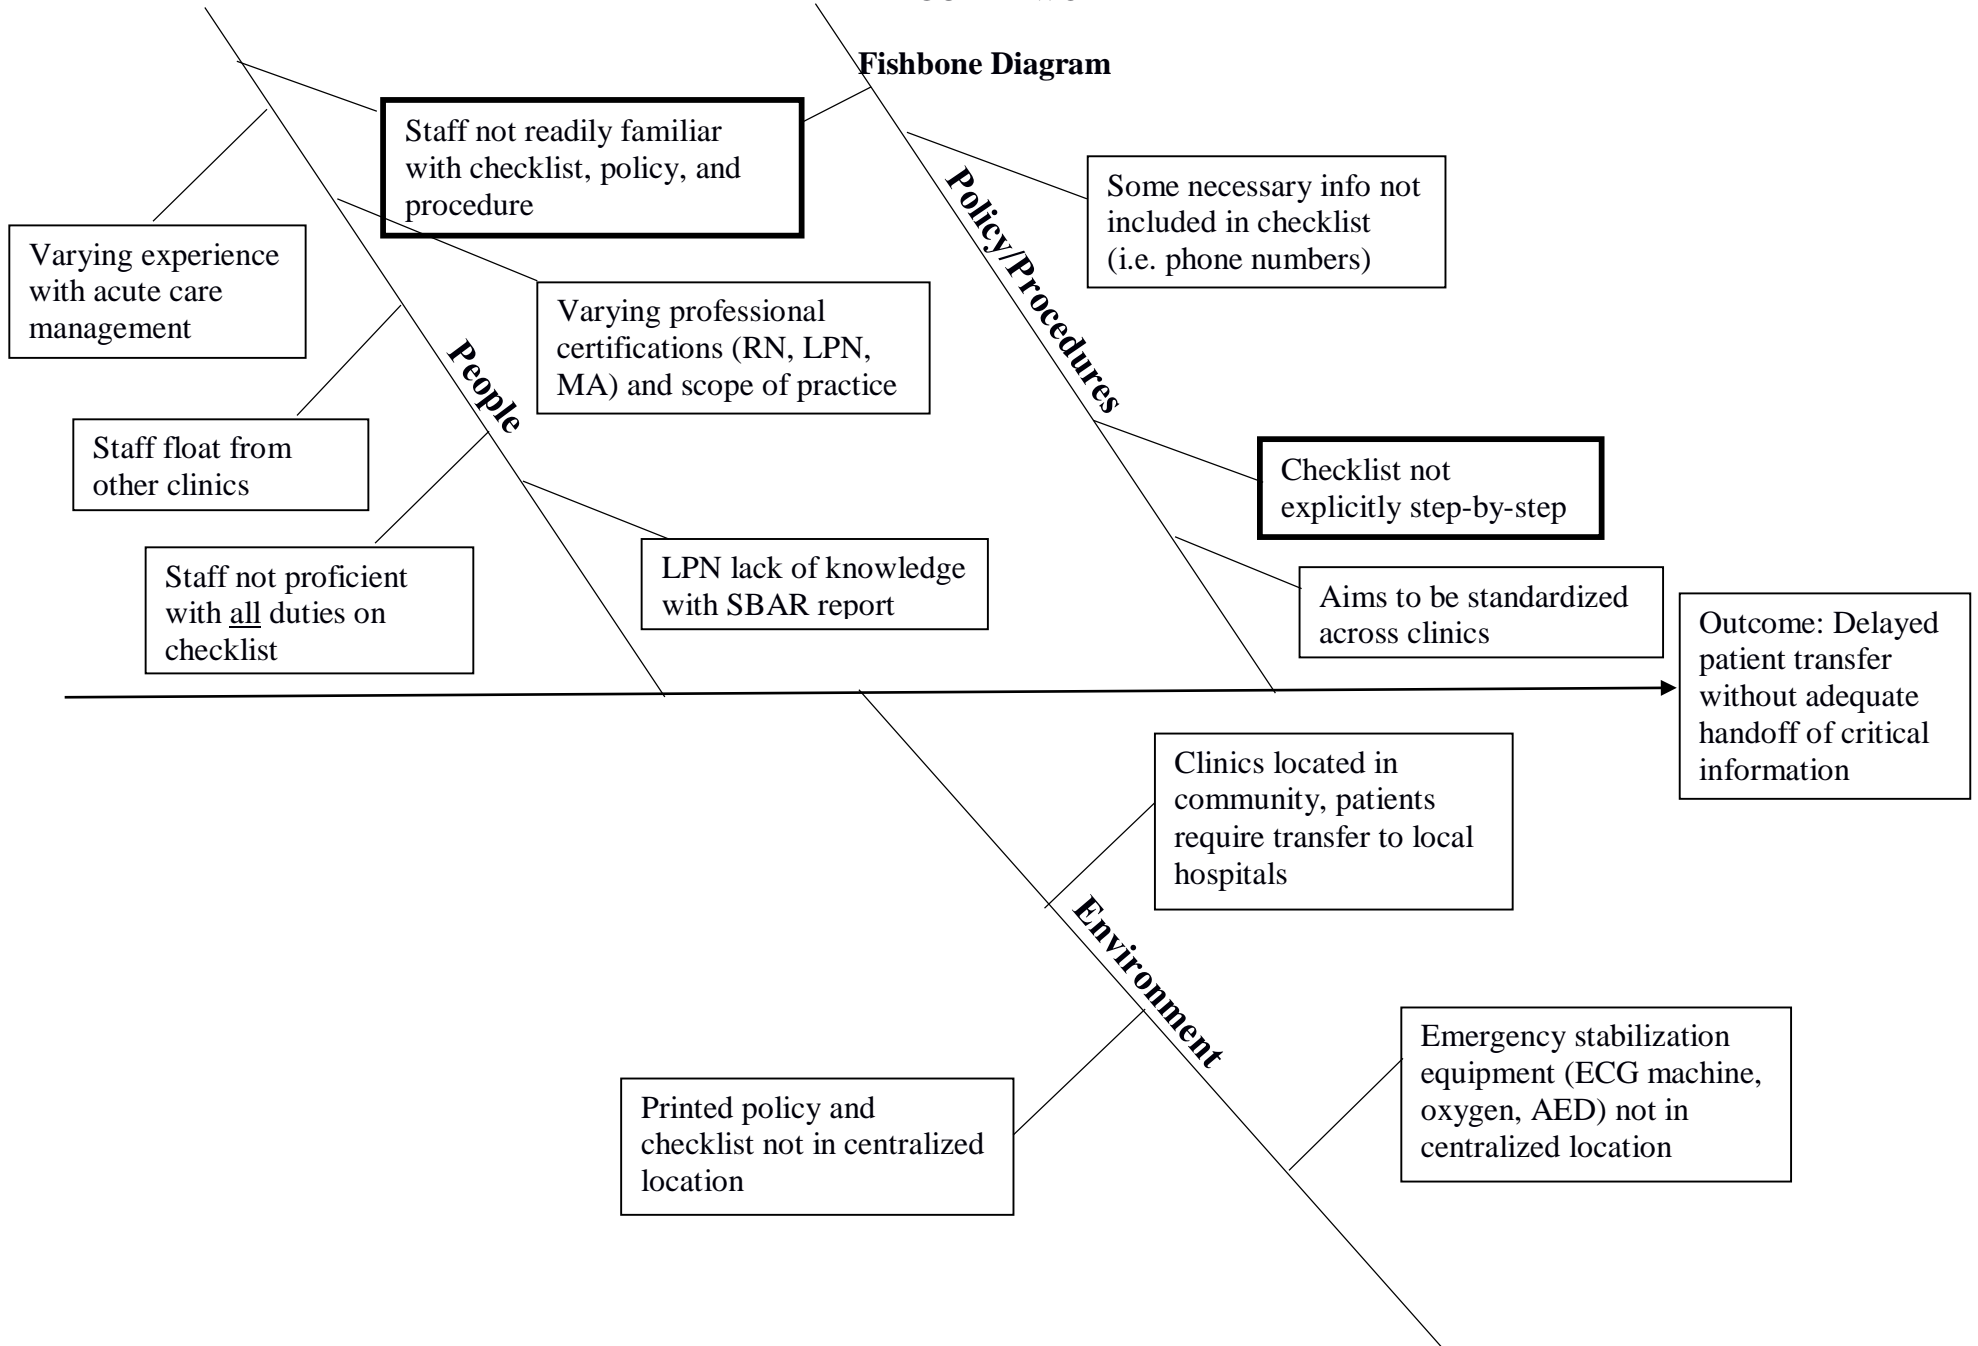 Fishbone Diagram
Staff not readily familiar
with checklist, policy, and
procedure
Some necessary info not
included in checklist
(i.e. phone numbers)
Policy/Procedures
Varying experience
with acute care
management
Varying professional
certifications (RN, LPN,
MA) and scope of practice
People
Staff float from
other clinics
Checklist not
explicitly step-by-step
Staff not proficient
with all duties on
checklist
LPN lack of knowledge
with SBAR report
Aims to be standardized
across clinics
Outcome: Delayed
patient transfer
without adequate
handoff of critical
information
Clinics located in
community, patients
require transfer to local
hospitals
Environment
Printed policy and
checklist not in centralized
location
Emergency stabilization
equipment (ECG machine,
oxygen, AED) not in
centralized location